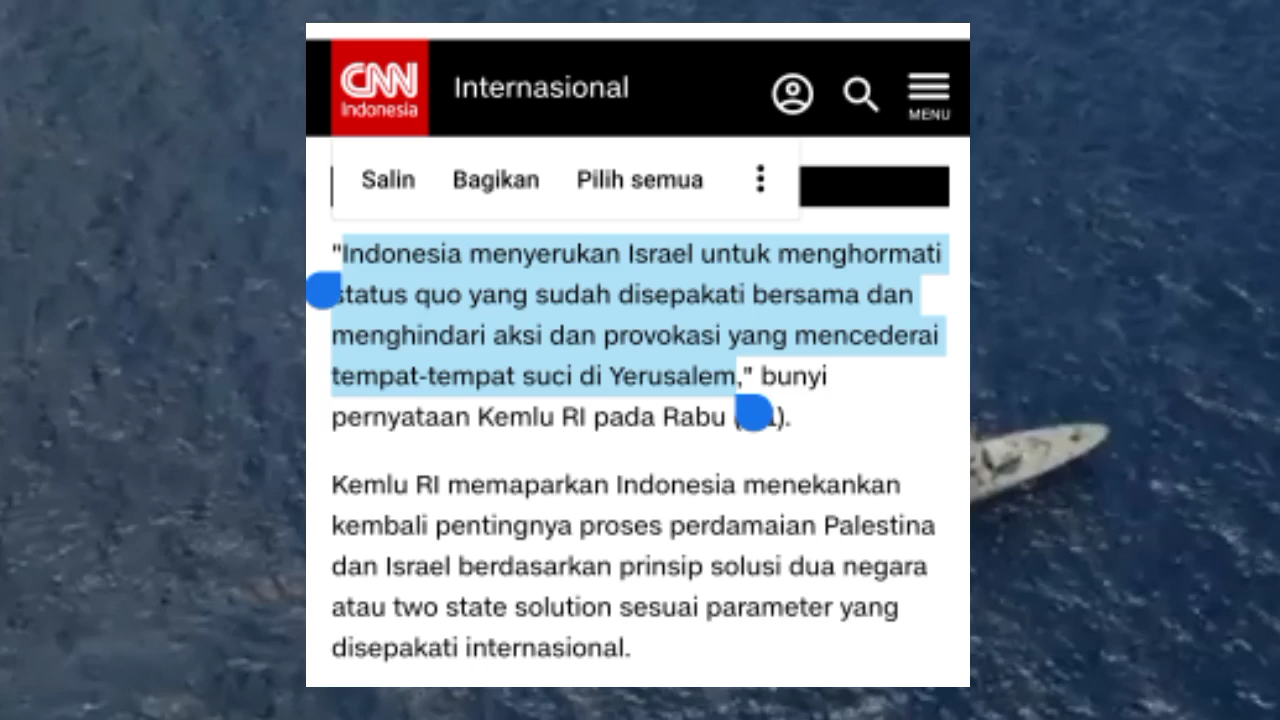 CNN
Indonesia
Internasional
MENU
Salin Bagikan Pilih semua
"Indonesia menyerukan Israel untuk menghormati
status quo yang sudah disepakati bersama dan
menghindari aksi dan provokasi yang mencederai
tempat-tempat suci di Yerusalem," bunyi
pernyataan Kemlu RI pada Rabu
Kemlu RI memaparkan Indonesia menekankan
kembali pentingnya proses perdamaian Palestina
dan Israel berdasarkan prinsip solusi dua negara
atau two state solution sesuai parameter yang
disepakati internasional.